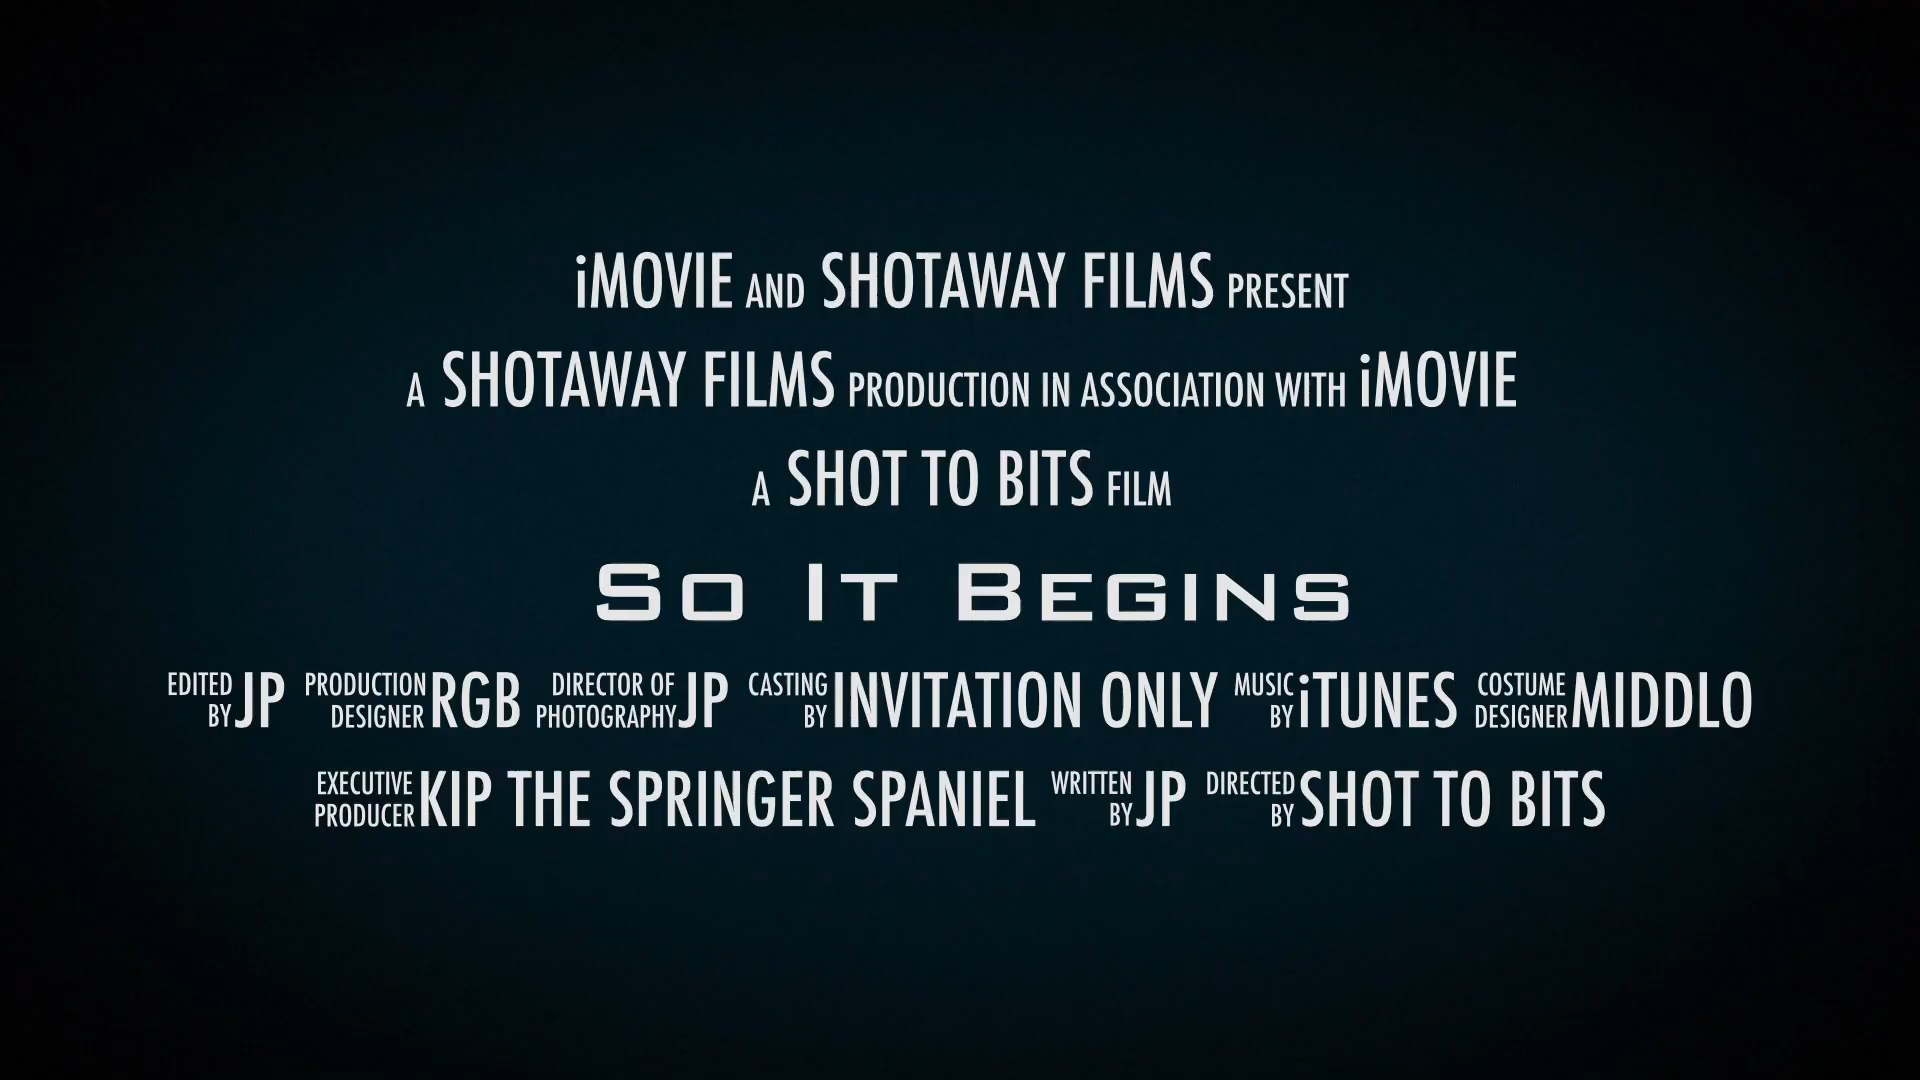 iMOVIE AND SHOTAWAY FILMS PRESENT
A SHOTAWAY FILMS PRODUCTION IN ASSOCIATION WITH iMOVIE
A SHOT TO BITS FILM
SO IT BEGINS
EDITED BY JP PRODUCTION DESIGNER RGB DIRECTOR OF PHOTOGRAPHY JP CASTING BY INVITATION ONLY MUSIC BY iTUNES COSTUME DESIGNER MIDDLO
EXECUTIVE PRODUCER KIP THE SPRINGER SPANIEL WRITTEN BY JP DIRECTED BY SHOT TO BITS